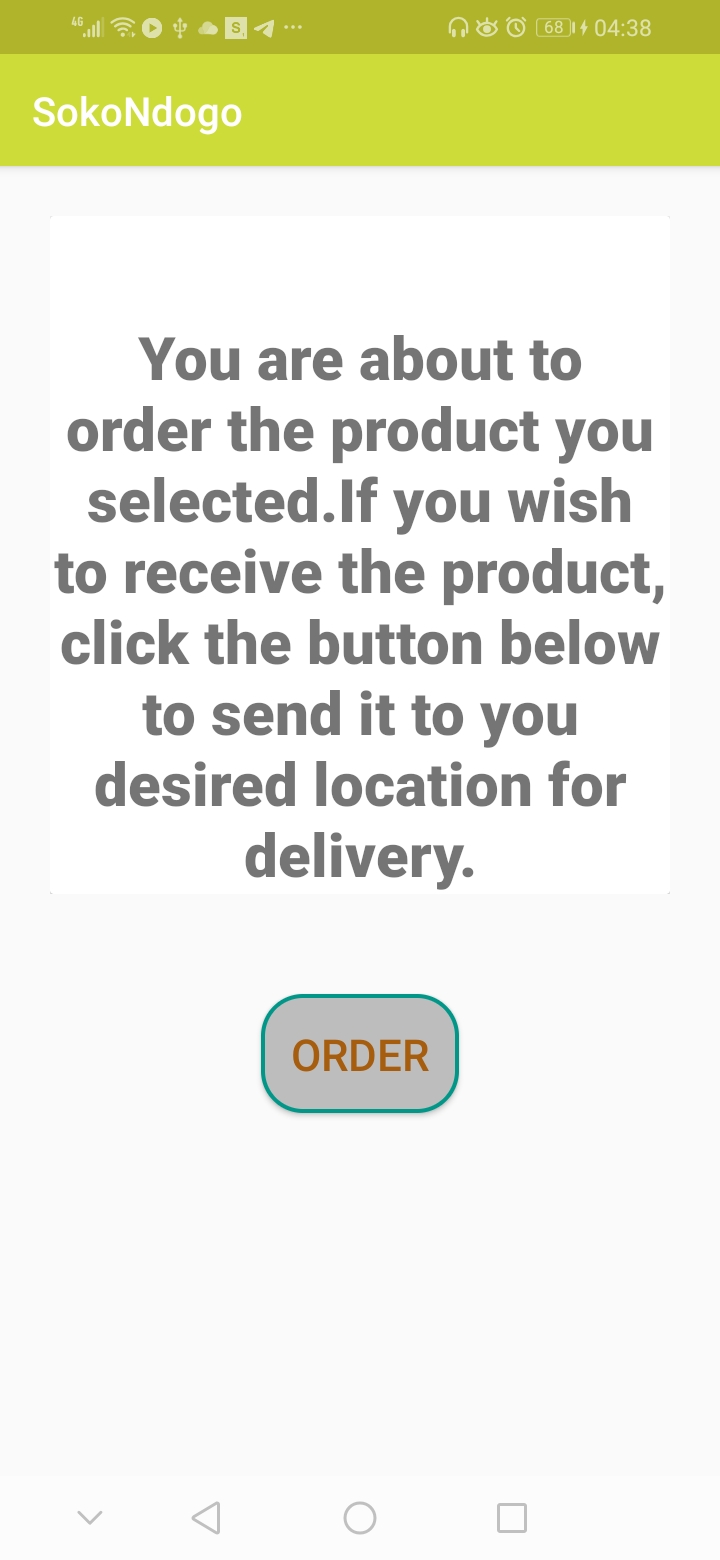 4G S 68 04:38
SokoNdogo
You are about to
order the product you
selected.If you wish
to receive the product,
click the button below
to send it to you
desired location for
delivery.
ORDER